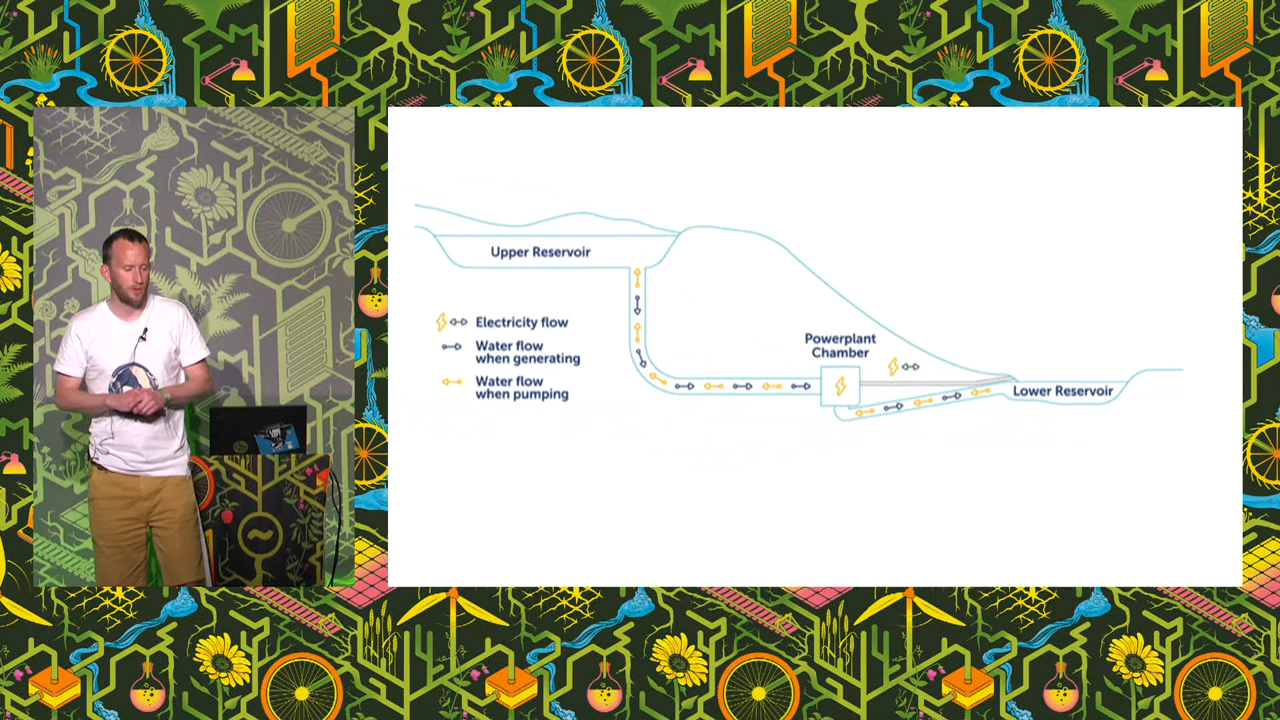 Upper Reservoir
Electricity flow
Water flow
when generating
Water flow
when pumping
Powerplant
Chamber
Lower Reservoir